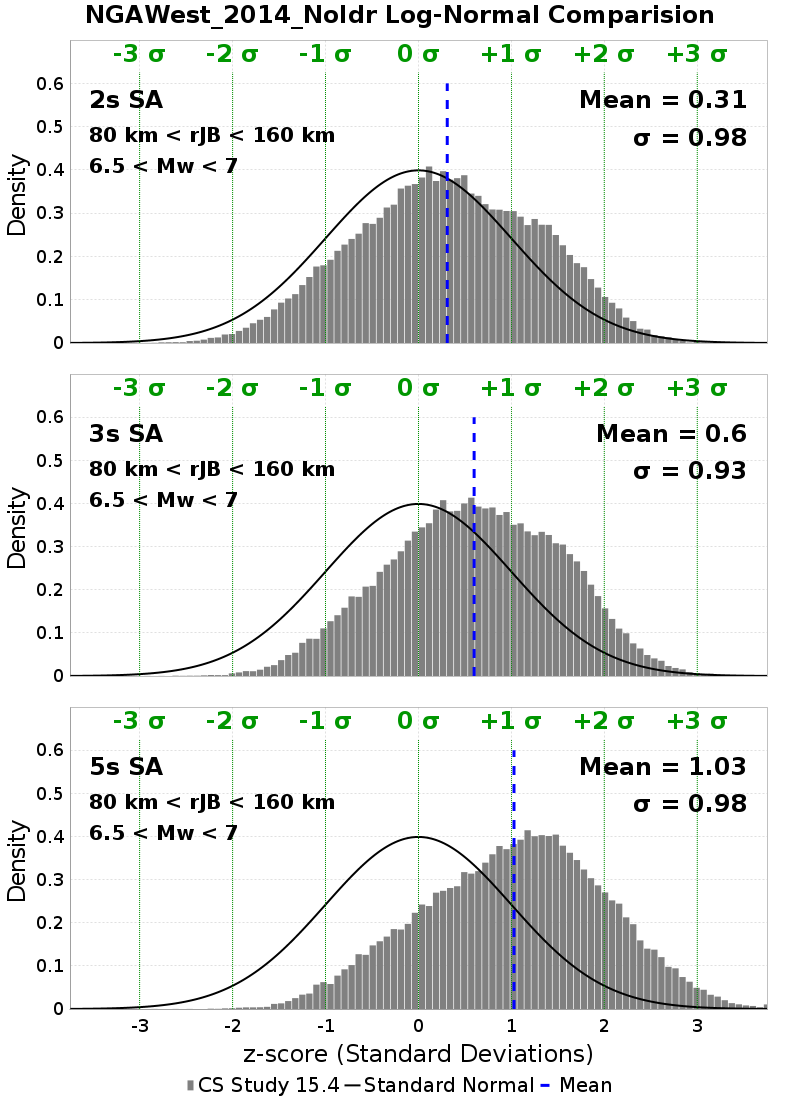 NGAWest_2014_NoIdr Log-Normal Comparision
-3 σ -2 σ -1 σ 0 σ +1 σ +2 σ +3 σ
0.6
2s SA Mean = 0.31
0.5
80 km < rJB < 160 km σ = 0.98
6.5 < Mw < 7
0.4
Density
0.3
0.2
0.1
0
-3 σ -2 σ -1 σ 0 σ +1 σ +2 σ +3 σ
0.6
3s SA Mean = 0.6
0.5
80 km < rJB < 160 km σ = 0.93
6.5 < Mw < 7
0.4
Density
0.3
0.2
0.1
0
-3 σ -2 σ -1 σ 0 σ +1 σ +2 σ +3 σ
0.6
5s SA Mean = 1.03
0.5
80 km < rJB < 160 km σ = 0.98
6.5 < Mw < 7
0.4
Density
0.3
0.2
0.1
0
-3 -2 -1 0 1 2 3
z-score (Standard Deviations)
CS Study 15.4 Standard Normal Mean